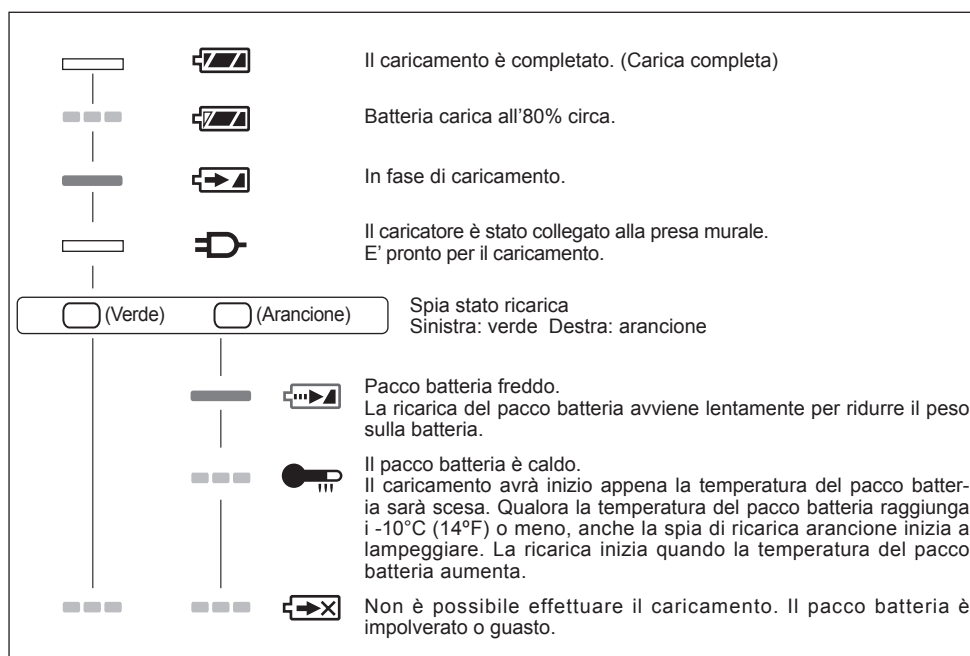 Il caricamento è completato. (Carica completa)
Batteria carica all'80% circa.
In fase di caricamento.
Il caricatore è stato collegato alla presa murale.
E' pronto per il caricamento.
(Verde) (Arancione) Spia stato ricarica
Sinistra: verde Destra: arancione
Pacco batteria freddo.
La ricarica del pacco batteria avviene lentamente per ridurre il peso
sulla batteria.
Il pacco batteria è caldo.
Il caricamento avrà inizio appena la temperatura del pacco batter-
ia sarà scesa. Qualora la temperatura del pacco batteria raggiunga
i -10°C (14ºF) o meno, anche la spia di ricarica arancione inizia a
lampeggiare. La ricarica inizia quando la temperatura del pacco
batteria aumenta.
Non è possibile effettuare il caricamento. Il pacco batteria è
impolverato o guasto.